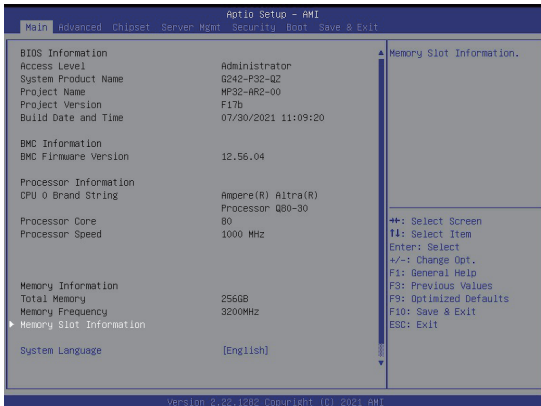 Aptio Setup – AMI
Main Advanced Chipset Server Mgmt Security Boot Save & Exit
BIOS Information
Access Level Administrator
System Product Name G242-P32-QZ
Project Name MP32-AR2-00
Project Version F17b
Build Date and Time 07/30/2021 11:09:20
BMC Information
BMC Firmware Version 12.56.04
Processor Information
CPU 0 Brand String Ampere(R) Altra(R)
Processor Q80-30
Processor Core 80
Processor Speed 1000 MHz
Memory Information
Total Memory 256GB
Memory Frequency 3200MHz
Memory Slot Information
System Language [English]
Memory Slot Information.
→←: Select Screen
↑↓: Select Item
Enter: Select
+/-: Change Opt.
F1: General Help
F3: Previous Values
F9: Optimized Defaults
F10: Save & Exit
ESC: Exit
Version 2.22.1282 Copyright (C) 2021 AMI